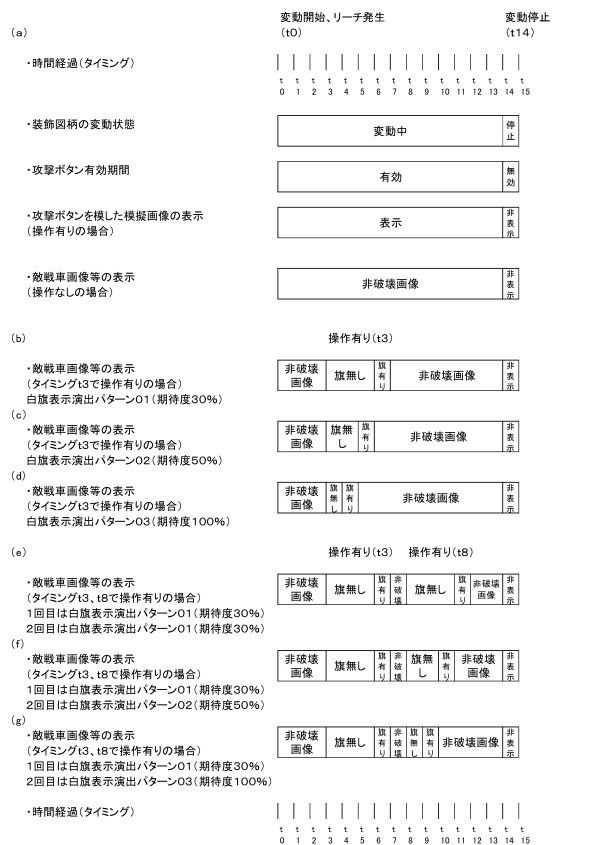 変動開始、リーチ発生 変動停止
(a) (t0) (t14)
・時間経過(タイミング)
t t t t t t t t t t t t t t t t
0 1 2 3 4 5 6 7 8 9 10 11 12 13 14 15
・装飾図柄の変動状態 変動中 停止
・攻撃ボタン有効期間 有効 無効
・攻撃ボタンを模した模擬画像の表示
(操作有りの場合) 表示 非表示
・敵戦車画像等の表示
(操作なしの場合) 非破壊画像 非表示
(b) 操作有り(t3)
・敵戦車画像等の表示
(タイミングt3で操作有りの場合) 非破壊画像 旗無し 旗有り 非破壊画像 非表示
白旗表示演出パターン01(期待度30%)
(c)
・敵戦車画像等の表示
(タイミングt3で操作有りの場合) 非破壊画像 旗無し 旗有り 非破壊画像 非表示
白旗表示演出パターン02(期待度50%)
(d)
・敵戦車画像等の表示
(タイミングt3で操作有りの場合) 非破壊画像 旗無し 旗有り 非破壊画像 非表示
白旗表示演出パターン03(期待度100%)
(e) 操作有り(t3) 操作有り(t8)
・敵戦車画像等の表示
(タイミングt3、t8で操作有りの場合) 非破壊画像 旗無し 旗有り 非破壊 旗無し 旗有り 非破壊画像 非表示
1回目は白旗表示演出パターン01(期待度30%)
2回目は白旗表示演出パターン01(期待度30%)
(f)
・敵戦車画像等の表示
(タイミングt3、t8で操作有りの場合) 非破壊画像 旗無し 旗有り 非破壊 旗無し 旗有り 非破壊画像 非表示
1回目は白旗表示演出パターン01(期待度30%)
2回目は白旗表示演出パターン02(期待度50%)
(g)
・敵戦車画像等の表示
(タイミングt3、t8で操作有りの場合) 非破壊画像 旗無し 旗有り 非破壊 旗無し 旗有り 非破壊画像 非表示
1回目は白旗表示演出パターン01(期待度30%)
2回目は白旗表示演出パターン03(期待度100%)
・時間経過(タイミング)
t t t t t t t t t t t t t t t t
0 1 2 3 4 5 6 7 8 9 10 11 12 13 14 15